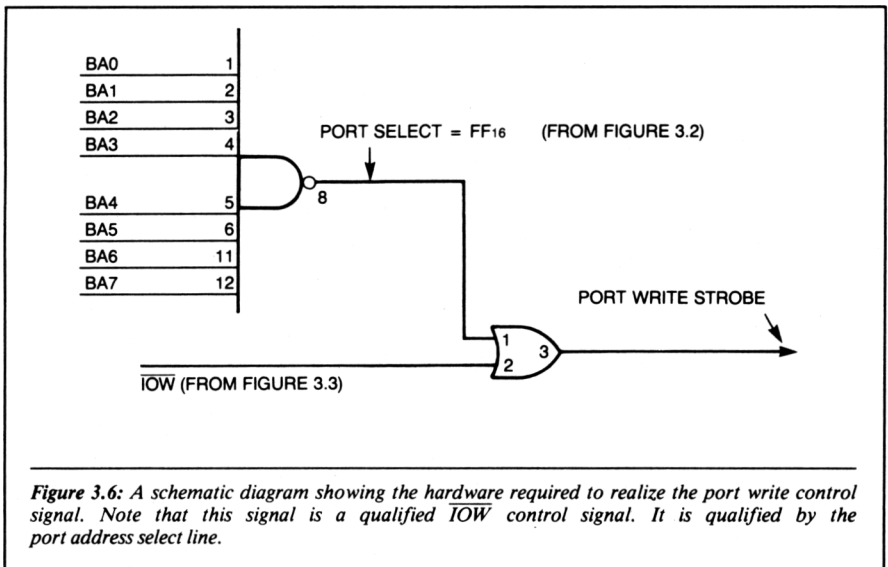 BA0 1
BA1 2
BA2 3
BA3 4
PORT SELECT = FF16 (FROM FIGURE 3.2)
8
BA4 5
BA5 6
BA6 11
BA7 12
PORT WRITE STROBE
1
2
3
IOW (FROM FIGURE 3.3)
Figure 3.6: A schematic diagram showing the hardware required to realize the port write control
signal. Note that this signal is a qualified IOW control signal. It is qualified by the
port address select line.